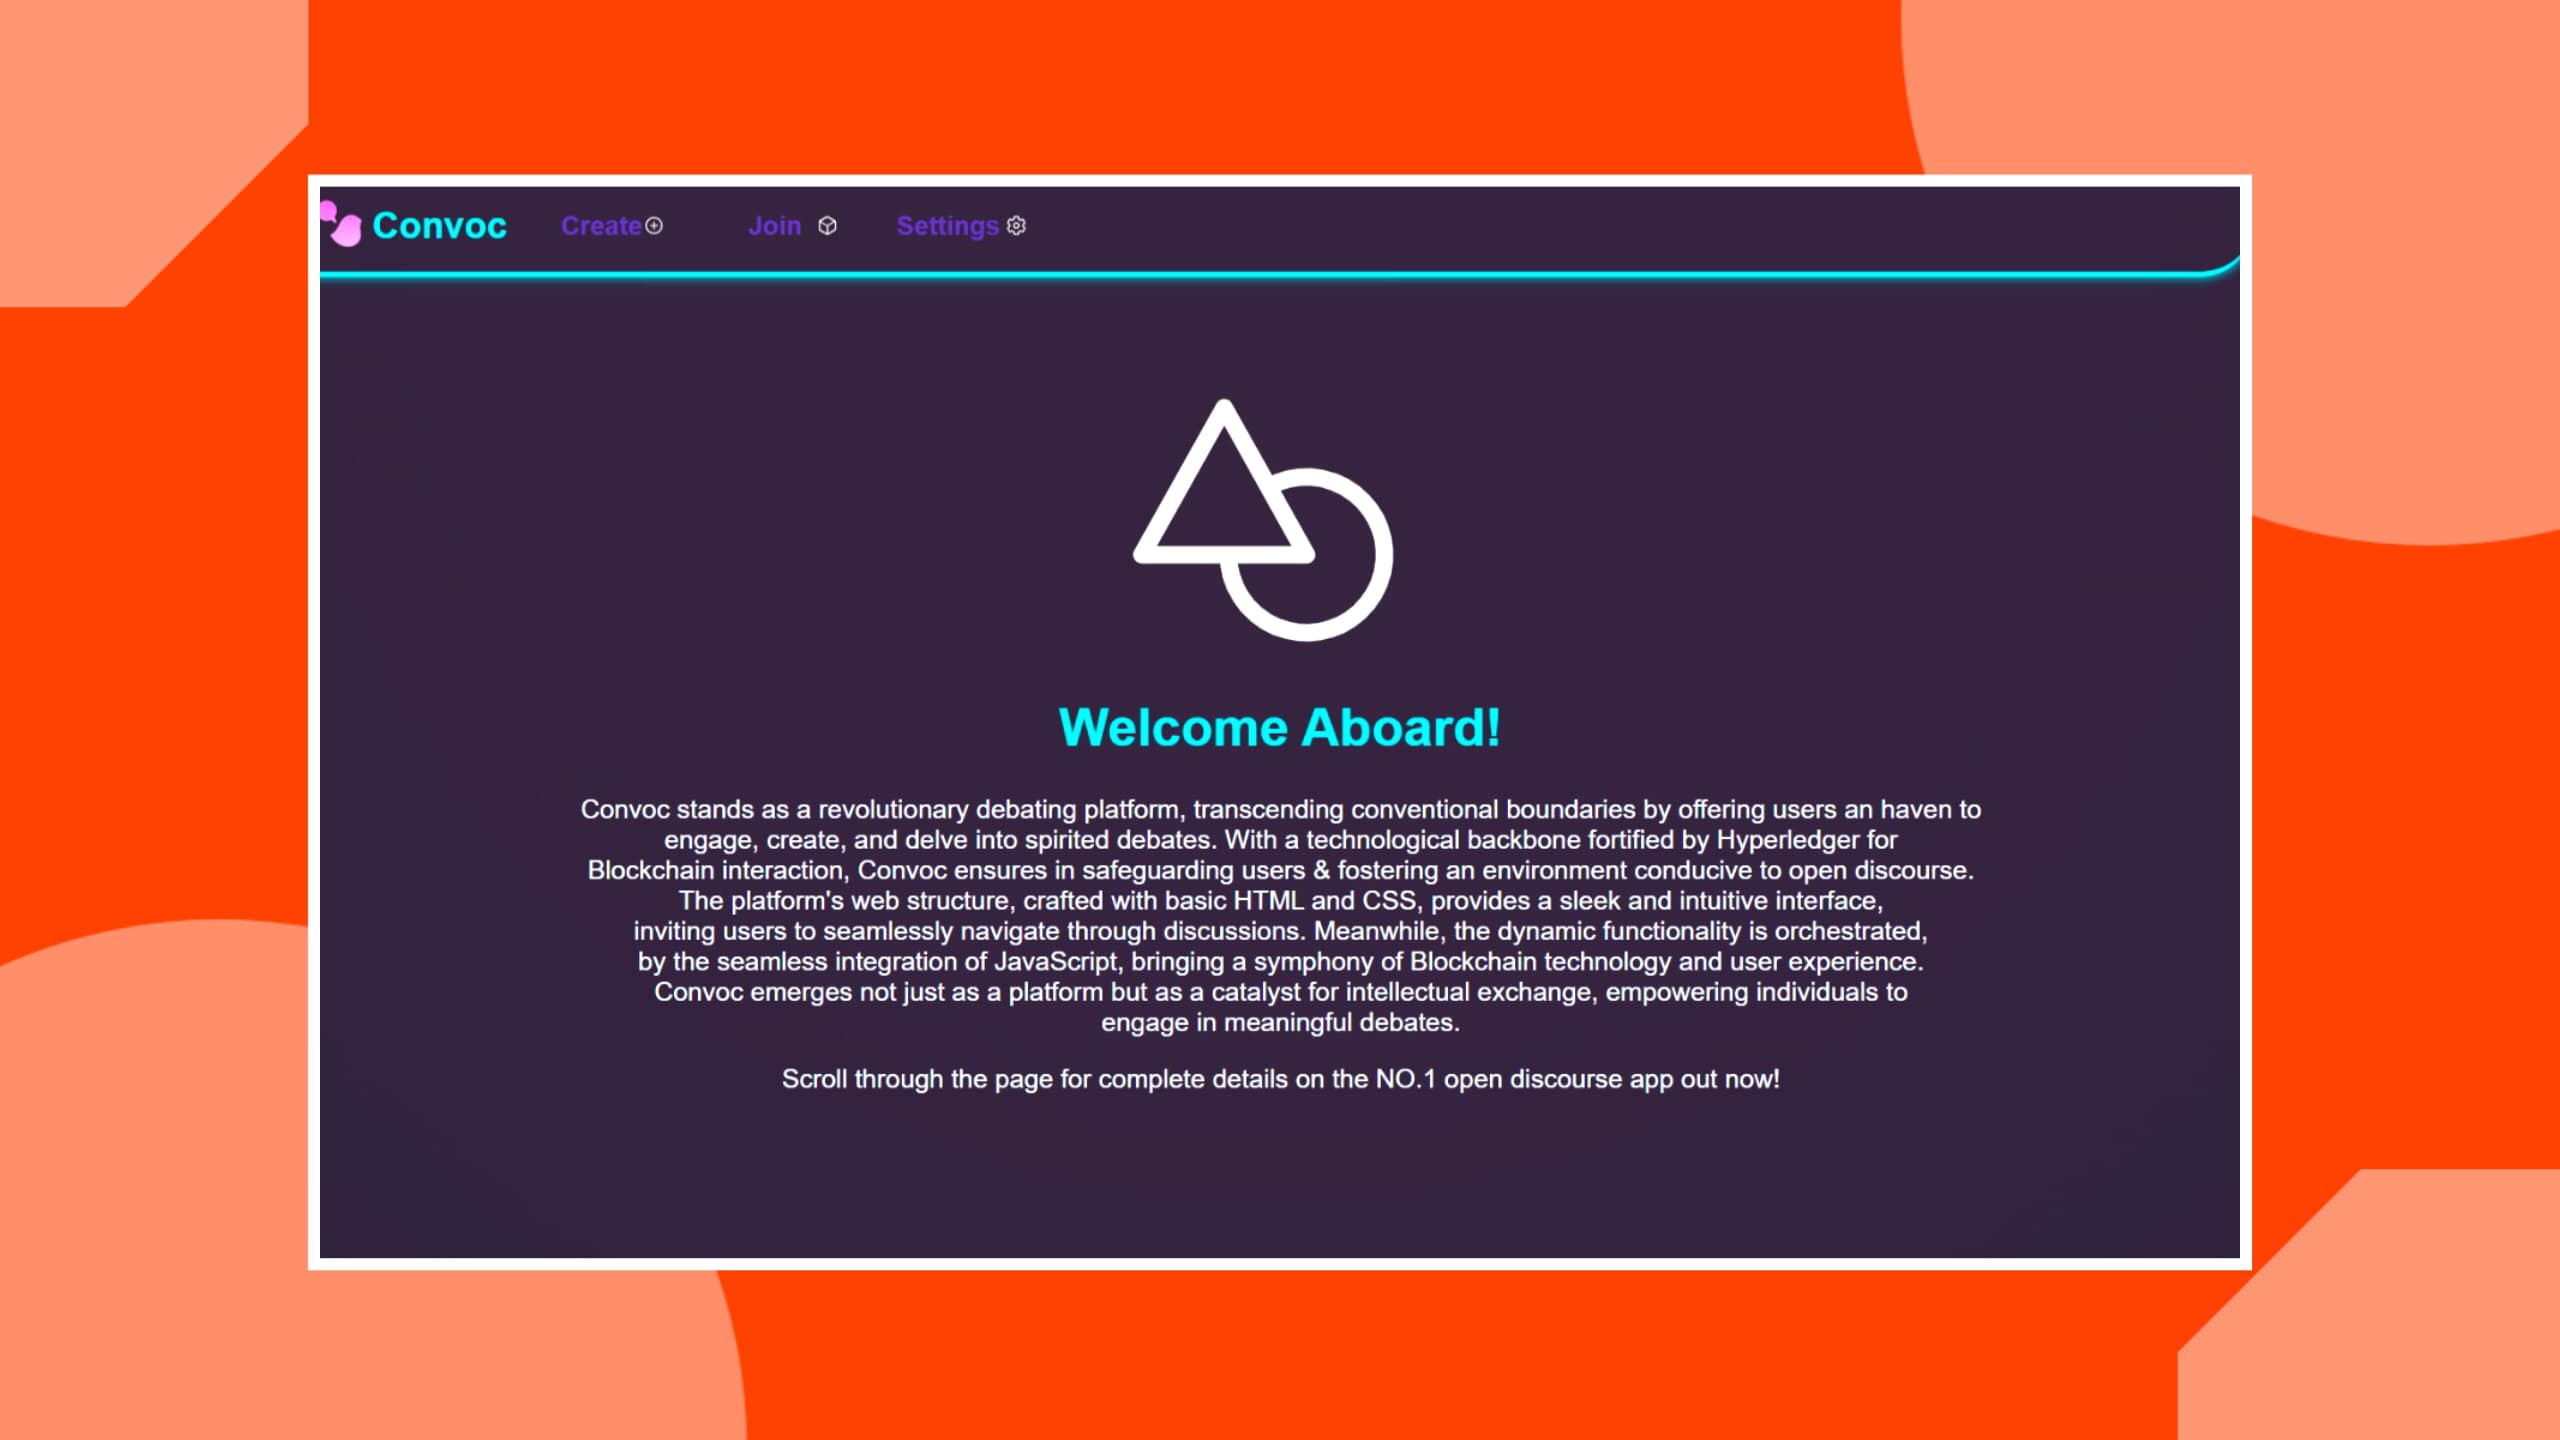 Convoc
Create
Join
Settings
Welcome Aboard!
Convoc stands as a revolutionary debating platform, transcending conventional boundaries by offering users an haven to
engage, create, and delve into spirited debates. With a technological backbone fortified by Hyperledger for
Blockchain interaction, Convoc ensures in safeguarding users & fostering an environment conducive to open discourse.
The platform's web structure, crafted with basic HTML and CSS, provides a sleek and intuitive interface,
inviting users to seamlessly navigate through discussions. Meanwhile, the dynamic functionality is orchestrated,
by the seamless integration of JavaScript, bringing a symphony of Blockchain technology and user experience.
Convoc emerges not just as a platform but as a catalyst for intellectual exchange, empowering individuals to
engage in meaningful debates.
Scroll through the page for complete details on the NO.1 open discourse app out now!